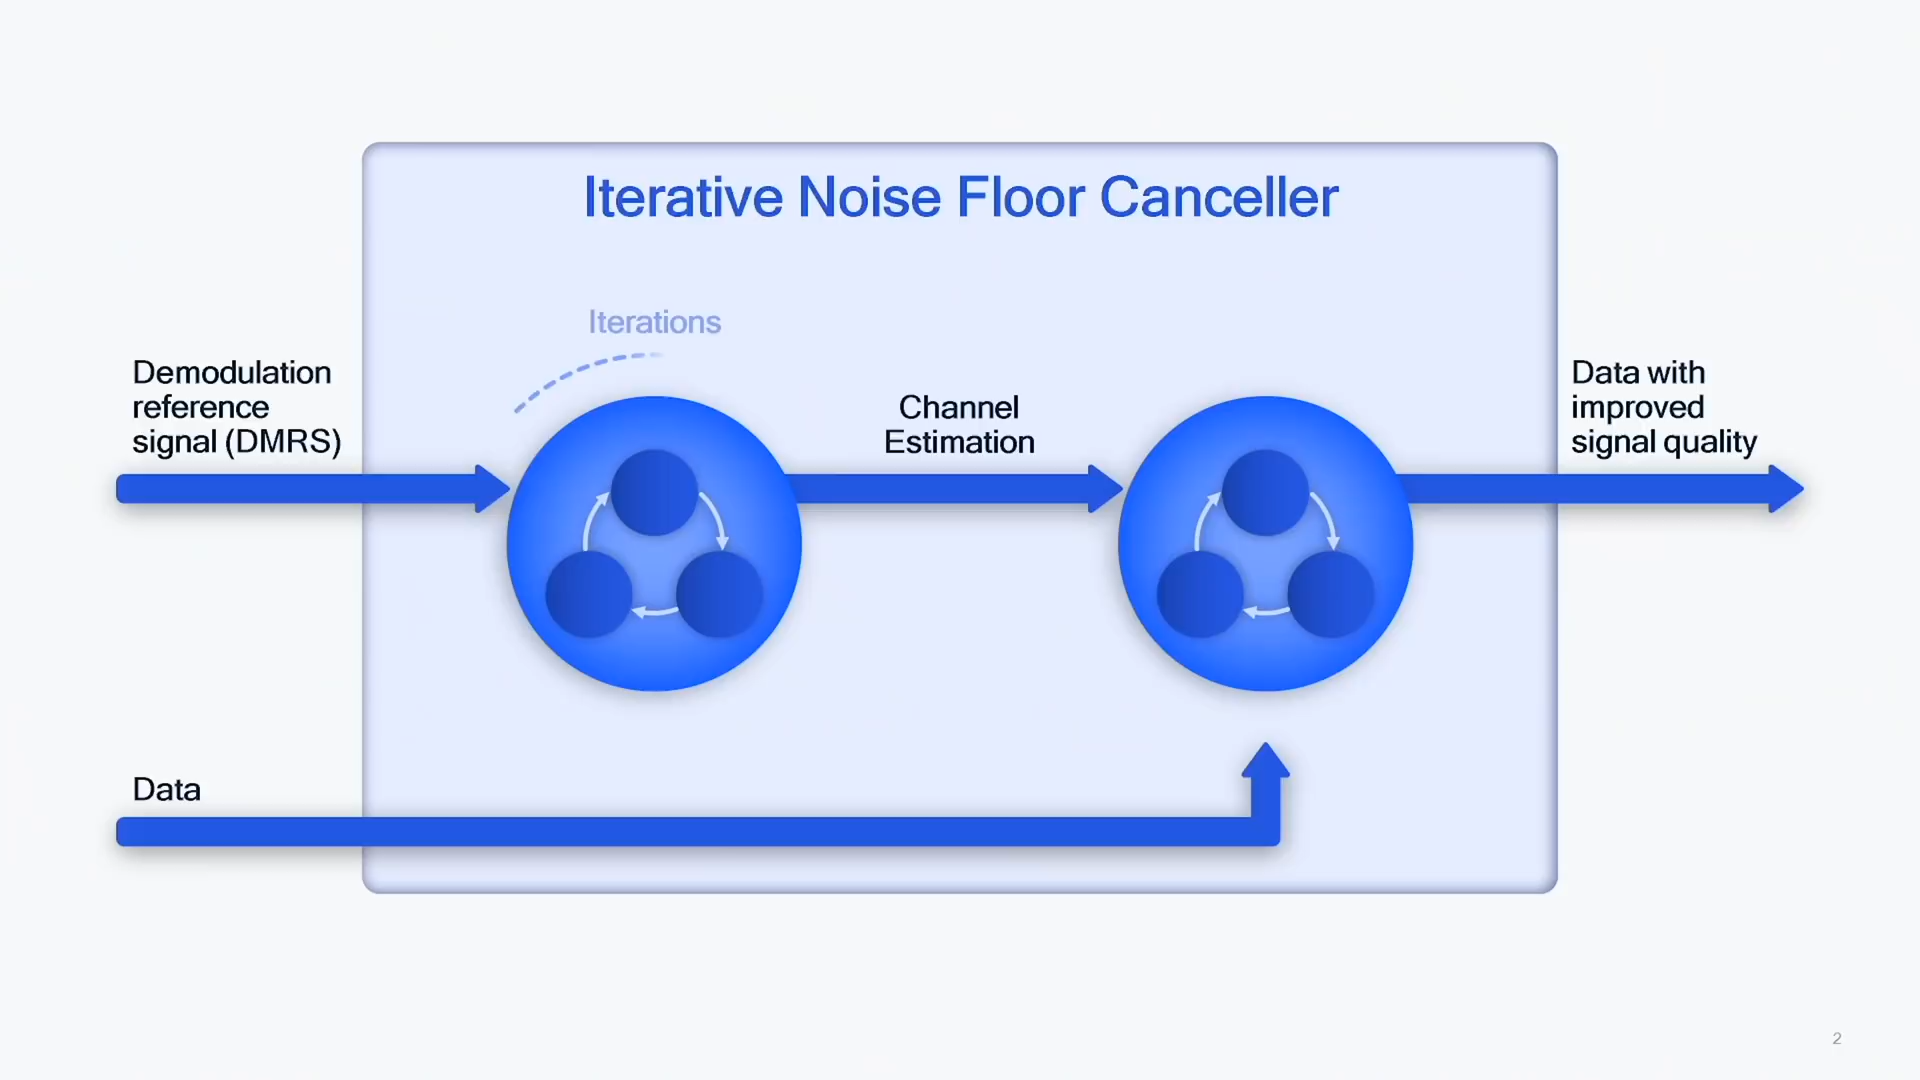 Iterative Noise Floor Canceller
Iterations
Demodulation
reference
signal (DMRS)
Channel
Estimation
Data with
improved
signal quality
Data
2